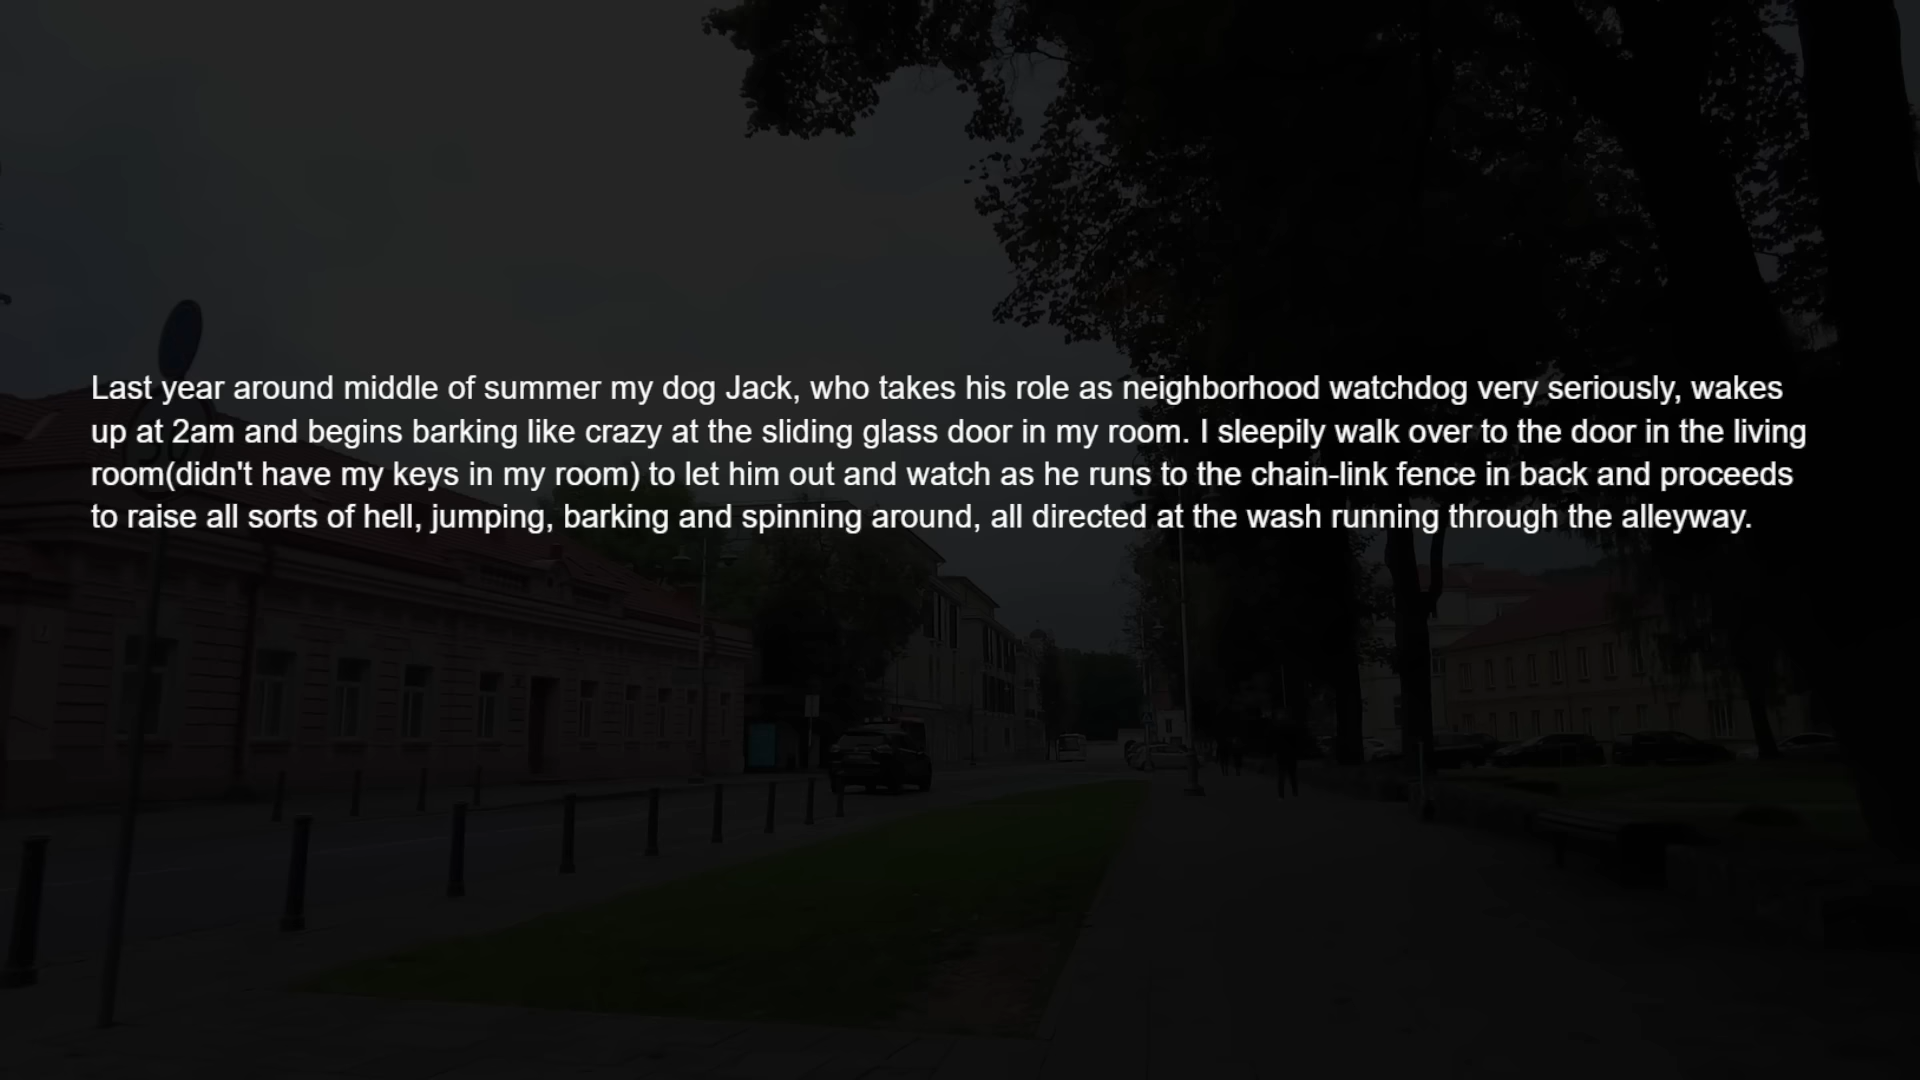 Last year around middle of summer my dog Jack, who takes his role as neighborhood watchdog very seriously, wakes
up at 2am and begins barking like crazy at the sliding glass door in my room. I sleepily walk over to the door in the living
room(didn't have my keys in my room) to let him out and watch as he runs to the chain-link fence in back and proceeds
to raise all sorts of hell, jumping, barking and spinning around, all directed at the wash running through the alleyway.